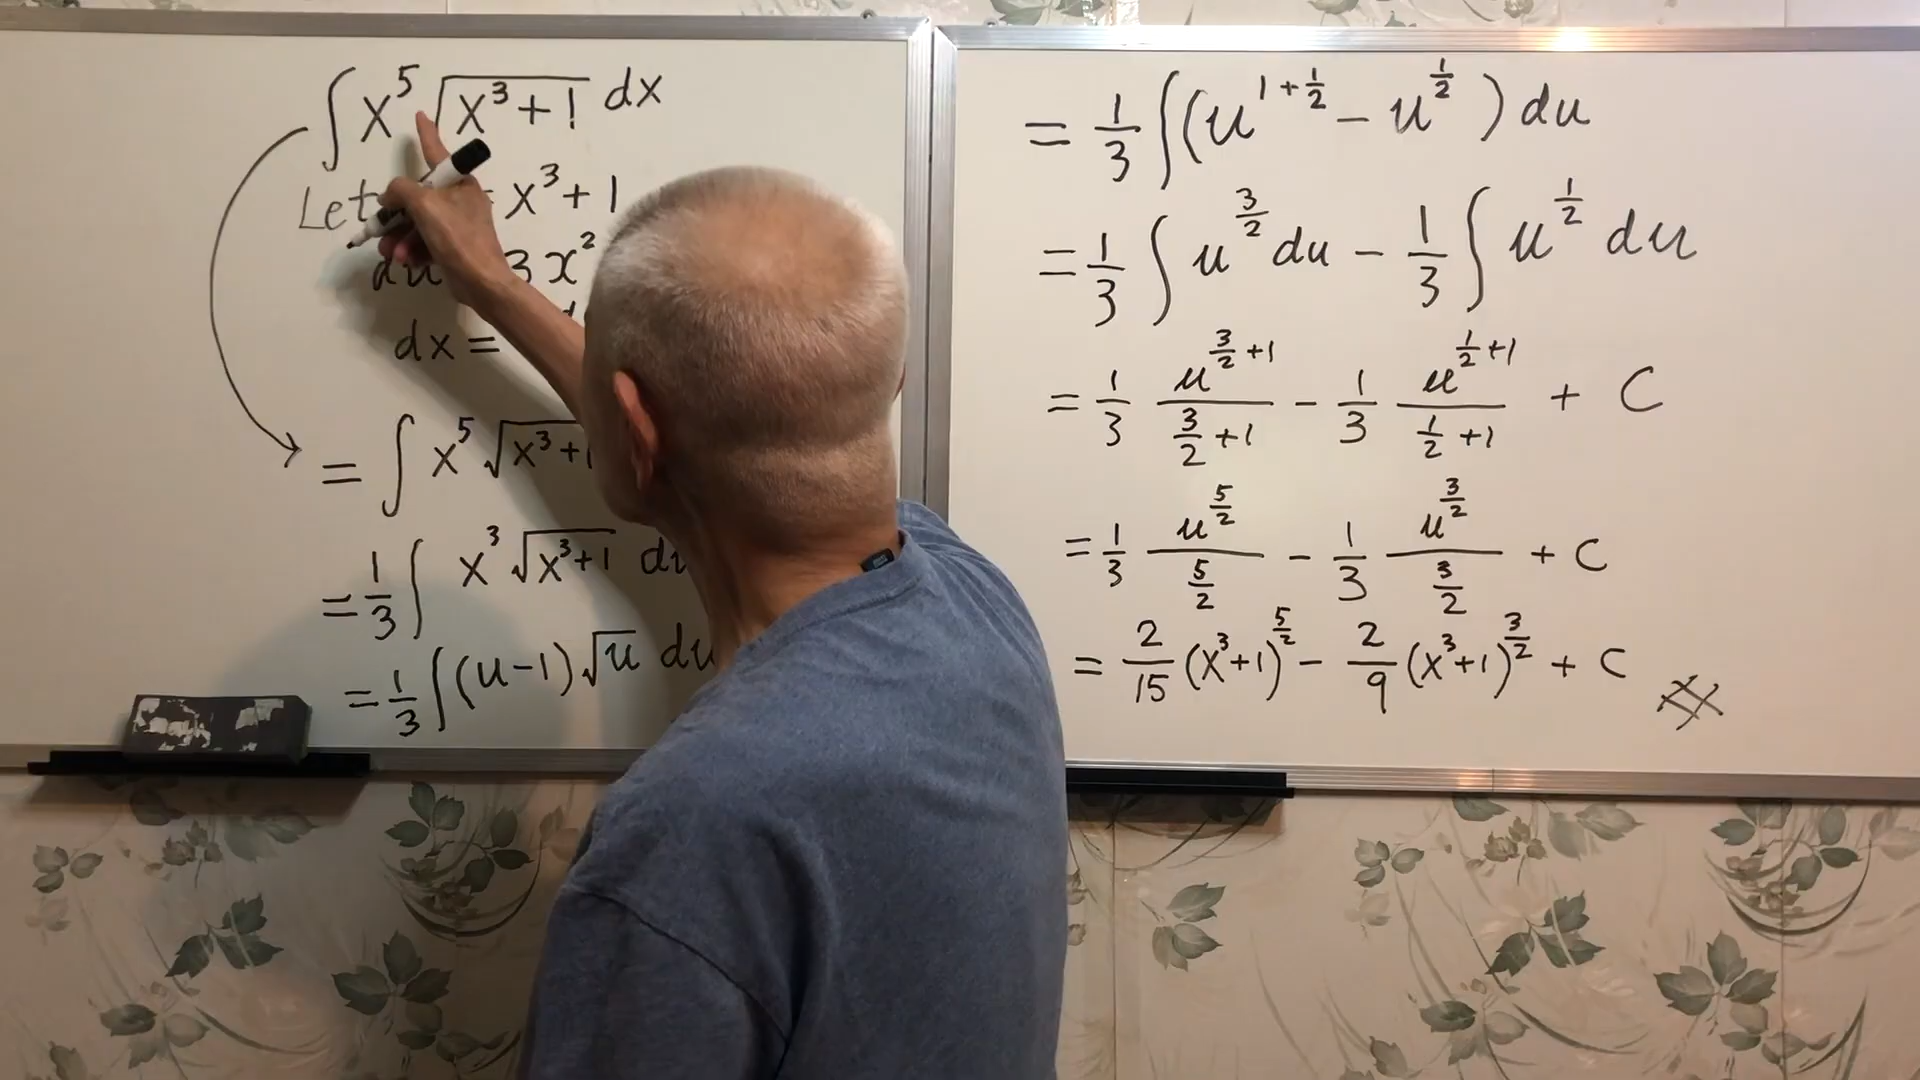 ∫ x⁵ √(x³+1) dx
Let = x³+1
du 3x²
dx =
= ∫ x⁵ √(x³+1
= 1/3 ∫ x³ √(x³+1) du
= 1/3 ∫ (u-1) √u du
= 1/3 ∫ (u^(1+1/2) - u^(1/2)) du
= 1/3 ∫ u^(3/2) du - 1/3 ∫ u^(1/2) du
= 1/3 u^(3/2+1)/(3/2+1) - 1/3 u^(1/2+1)/(1/2+1) + C
= 1/3 u^(5/2)/(5/2) - 1/3 u^(3/2)/(3/2) + C
= 2/15 (x³+1)^(5/2) - 2/9 (x³+1)^(3/2) + C